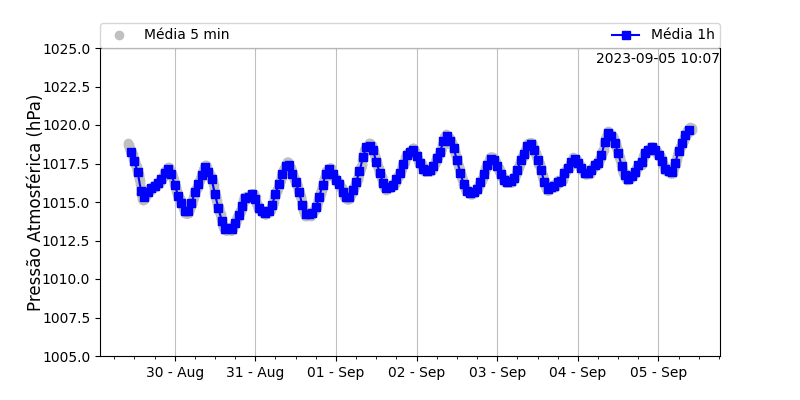 Média 5 min
Média 1h
2023-09-05 10:07
Pressão Atmosférica (hPa)
1025.0
1022.5
1020.0
1017.5
1015.0
1012.5
1010.0
1007.5
1005.0
30 - Aug
31 - Aug
01 - Sep
02 - Sep
03 - Sep
04 - Sep
05 - Sep